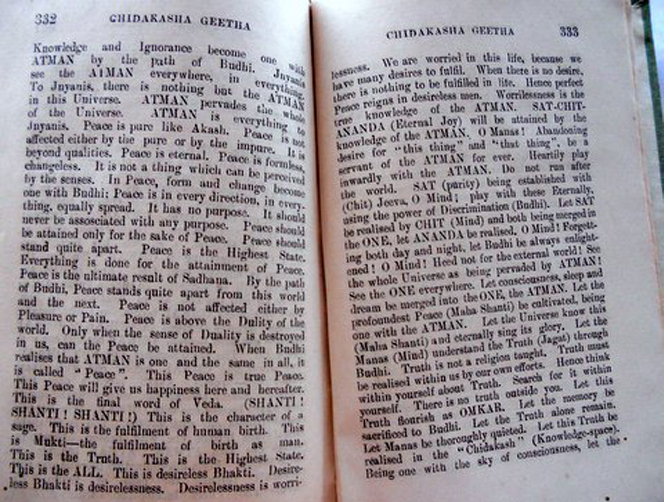 332 CHIDAKASHA GEETHA
Knowledge and Ignorance become one with
ATMAN by the path of Budhi. Jnyanis
see the ATMAN everywhere, in everything.
To Jnyanis, there is nothing but the ATMAN
in this Universe. ATMAN pervades the whole
of the Universe. ATMAN is everything to
Jnyanis. Peace is pure like Akash. Peace is not
affected either by the pure or by the impure. It is
beyond qualities. Peace is eternal. Peace is formless,
changeless. It is not a thing which can be perceived
by the senses. In Peace, form and change become
one with Budhi; Peace is in every direction, in every-
thing, equally spread. It has no purpose. It should
never be assosciated with any purpose. Peace should
be attained only for the sake of Peace. Peace should
stand quite apart. Peace is the Highest State.
Everything is done for the attainment of Peace.
Peace is the ultimate result of Sadhana. By the path
of Budhi, Peace stands quite apart from this world
and the next. Peace is not affected either by
Pleasure or Pain. Peace is above the Dulity of the
world. Only when the sense of Duality is destroyed
in us, can the Peace be attained. When Budhi
realises that ATMAN is one and the same in all, it
is called "Peace". This Peace is true Peace.
This Peace will give us happiness here and hereafter.
This is the final word of Veda. (SHANTI!
SHANTI! SHANTI!) This is the character of a
sage. This is the fulfilment of human birth. This
is Mukti—the fulfilment of birth as man.
This is the Truth. This is the Highest State.
This is the ALL. This is desireless Bhakti. Desire-
less Bhakti is desirelessness. Desirelessness is worri-
CHIDAKASHA GEETHA 333
lessness. We are worried in this life, because we
have many desires to fulfil. When there is no desire,
there is nothing to be fulfilled in life. Hence perfect
Peace reigns in desireless men. Worrilessness is the
true knowledge of the ATMAN. SAT-CHIT-
ANANDA (Eternal Joy) will be attained by the
knowledge of the ATMAN. O Manas! Abandoning
desire for "this thing" and "that thing", be a
servant of the ATMAN for ever. Heartily play
inwardly with the ATMAN. Do not run after
the world. SAT (purity) being established with
(Chit) Jeeva, O Mind! play with these Eternally,
using the power of Discrimination (Budhi). Let SAT
be realised by CHIT (Mind) and both being merged in
the ONE, let ANANDA be realised. O Mind! Forgett-
ing both day and night, let Budhi be always enlight-
ened! O Mind! Heed not for the external world! See
the whole Universe as being pervaded by ATMAN!
See the ONE everywhere. Let consciousness, sleep and
dream be merged into the ONE, the ATMAN. Let the
profoundest Peace (Maha Shanti) be cultivated, being
one with the ATMAN. Let the Universe know this
(Maha Shanti) and eternally sing its glory. Let the
Manas (Mind) understand the Truth (Jagat) through
Budhi. Truth is not a religion taught. Truth must
be realised within us by our own efforts. Hence think
within yourself about Truth. Search for it within
yourself. There is no truth outside you. Let this
Truth flourish as OMKAR. Let the memory be
sacrificed to Budhi. Let the Truth alone remain.
Let Manas be thoroughly quieted. Let this Truth be
realised in the "Chidakash" (Knowledge-space).
Being one with the sky of consciousness, let the